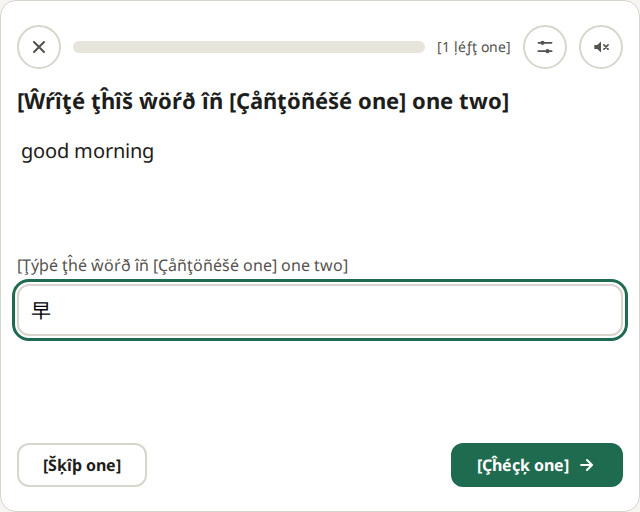 [1 ļéƒţ one]
[Ŵŕîţé ţĥîš ŵöŕð îñ [Çåñţöñéšé one] one two]
good morning
[Ţýþé ţĥé ŵöŕð îñ [Çåñţöñéšé one] one two]
早
[Šķîþ one]
[Çĥéçķ one]